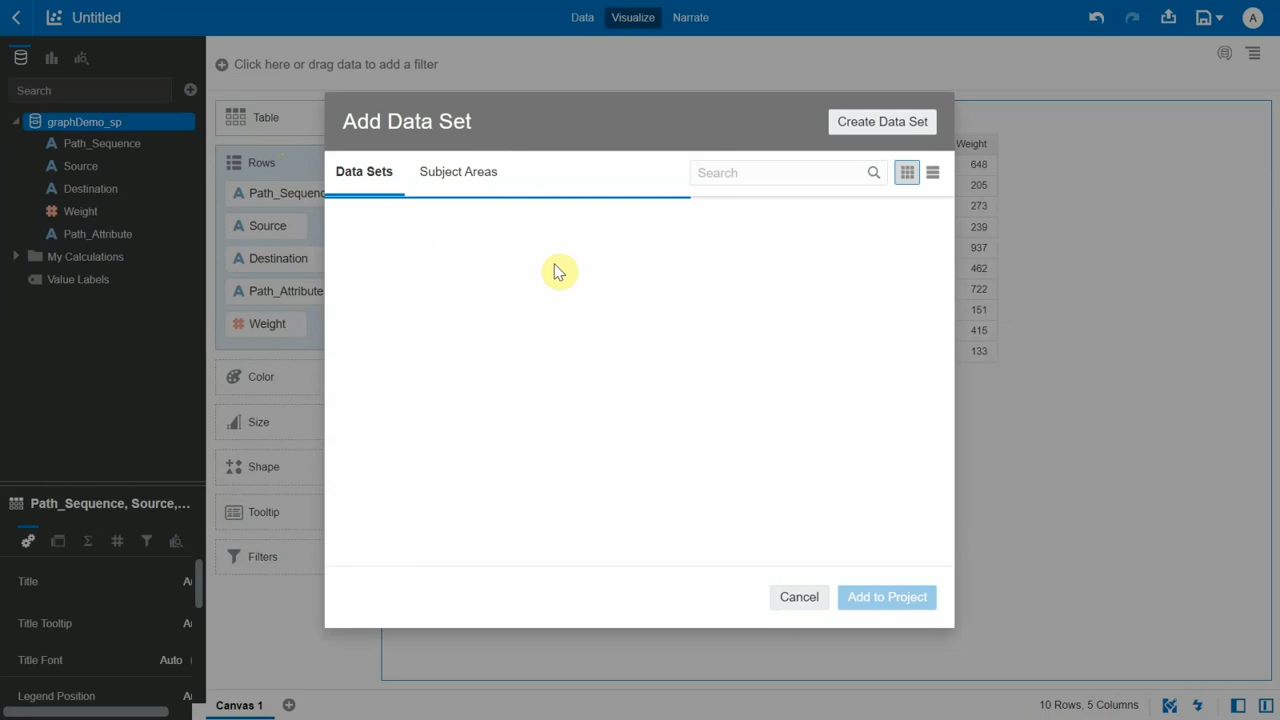 Untitled
Data
Visualize
Narrate
A
Search
Click here or drag data to add a filter
graphDemo_sp
Path_Sequence
Source
Destination
Weight
Path_Attribute
My Calculations
Value Labels
Table
Rows
Path_Sequenc
Source
Destination
Path_Attribute
Weight
Color
Size
Shape
Tooltip
Filters
Add Data Set
Create Data Set
Data Sets
Subject Areas
Search
Cancel
Add to Project
Weight
648
205
273
239
937
462
722
151
415
133
Path_Sequence, Source,...
Title
Title Tooltip
Title Font
Auto
Legend Position
Canvas 1
10 Rows, 5 Columns